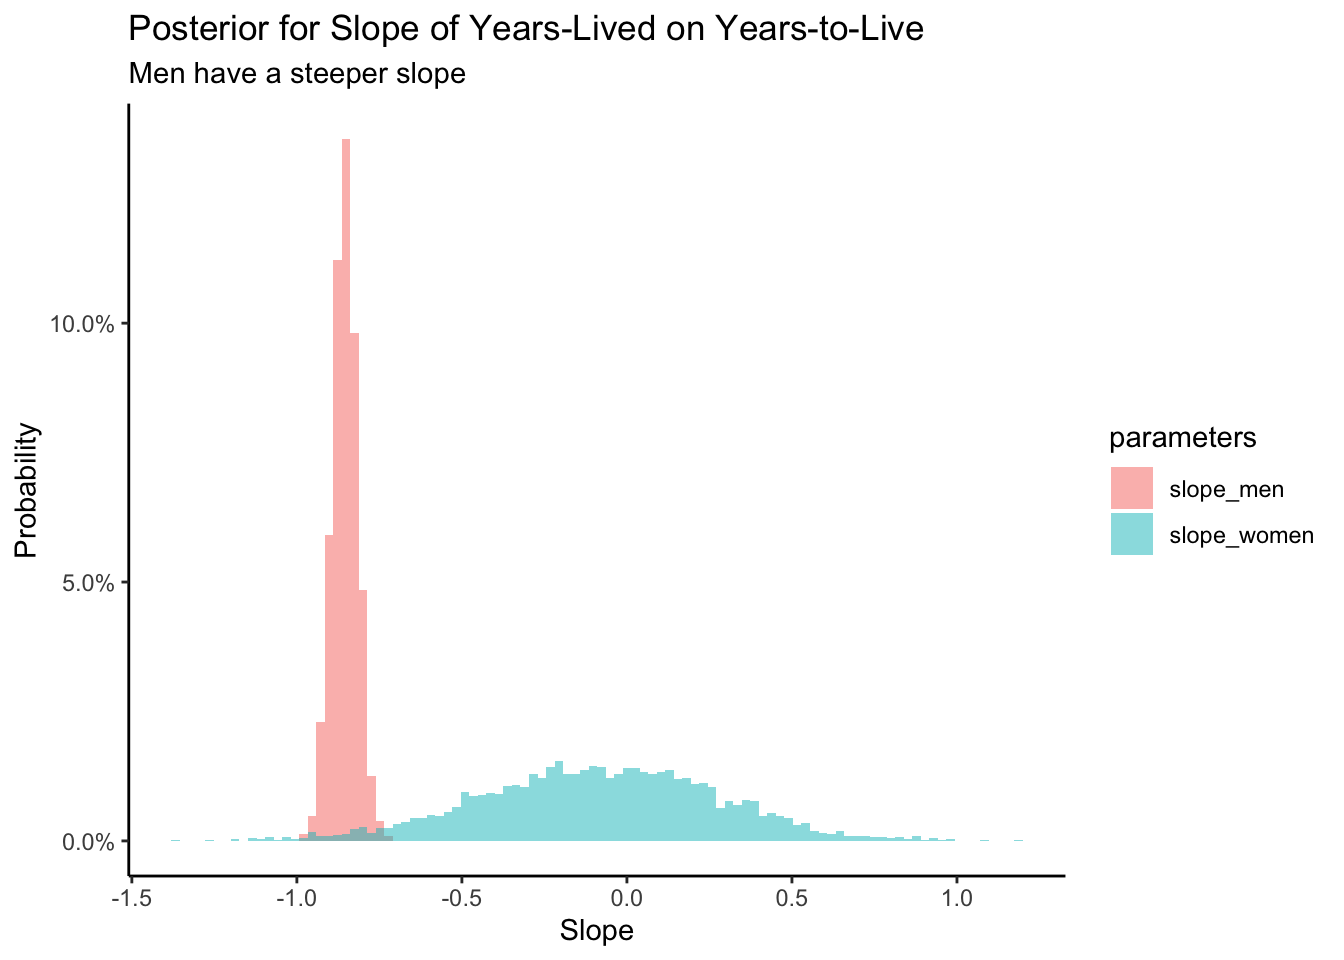 Posterior for Slope of Years-Lived on Years-to-Live
Men have a steeper slope
Probability
10.0%
5.0%
0.0%
-1.5
-1.0
-0.5
0.0
0.5
1.0
Slope
parameters
slope_men
slope_women